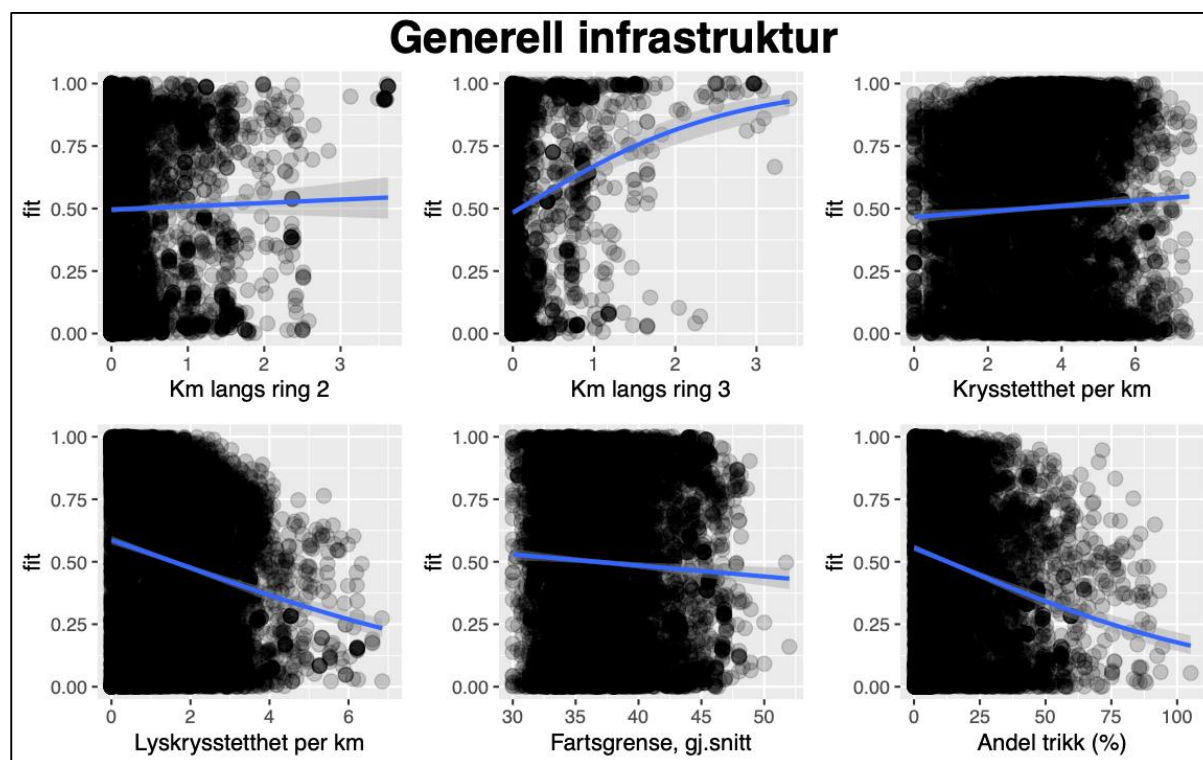 Generell infrastruktur
1.00
0.75
0.50
0.25
0.00
fit
0 1 2 3
Km langs ring 2
1.00
0.75
0.50
0.25
0.00
fit
0 1 2 3
Km langs ring 3
1.00
0.75
0.50
0.25
0.00
fit
0 2 4 6
Krysstetthet per km
1.00
0.75
0.50
0.25
0.00
fit
0 2 4 6
Lyskrysstetthet per km
1.00
0.75
0.50
0.25
0.00
fit
30 35 40 45 50
Fartsgrense, gj.snitt
1.00
0.75
0.50
0.25
0.00
fit
0 25 50 75 100
Andel trikk (%)